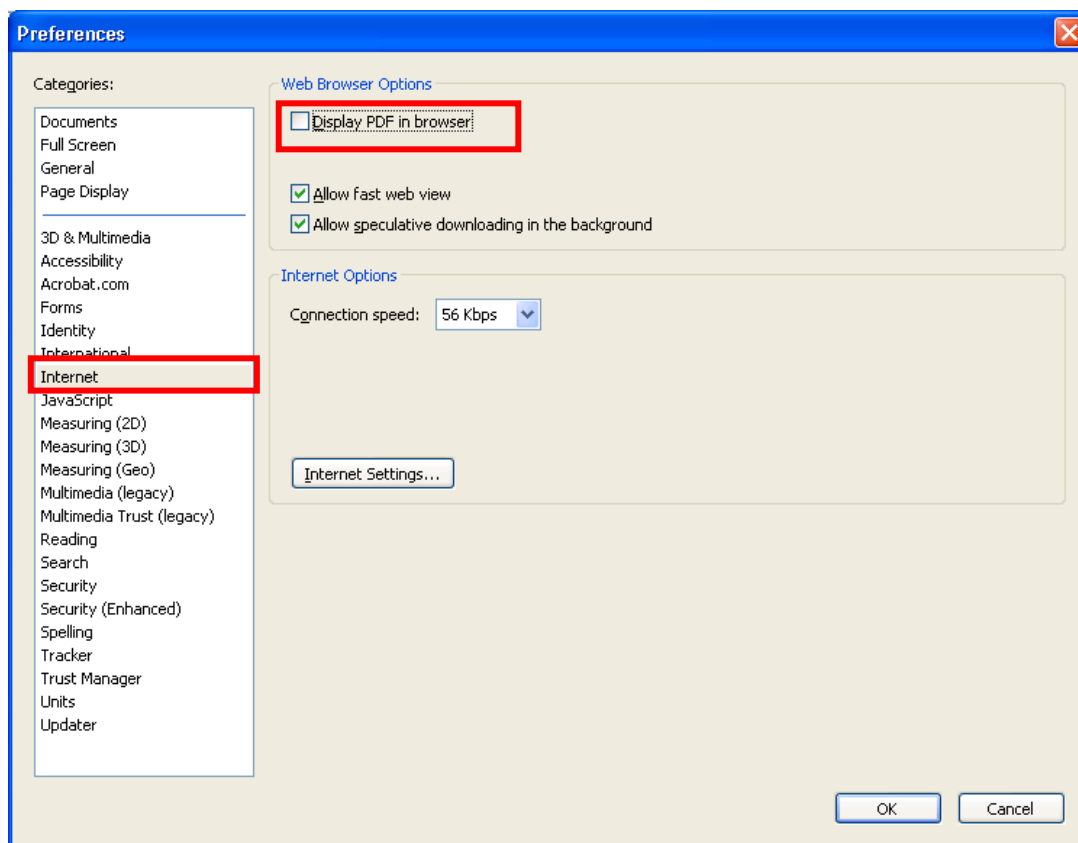 Preferences
Categories:
Documents
Full Screen
General
Page Display
3D & Multimedia
Accessibility
Acrobat.com
Forms
Identity
International
Internet
JavaScript
Measuring (2D)
Measuring (3D)
Measuring (Geo)
Multimedia (legacy)
Multimedia Trust (legacy)
Reading
Search
Security
Security (Enhanced)
Spelling
Tracker
Trust Manager
Units
Updater
Web Browser Options
Display PDF in browser
Allow fast web view
Allow speculative downloading in the background
Internet Options
Connection speed: 56 Kbps
Internet Settings...
OK Cancel